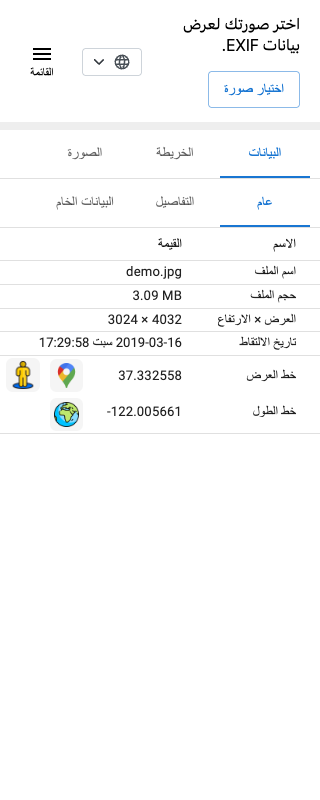 اختر صورتك لعرض
بيانات EXIF.
القائمة
اختيار صورة
البيانات الخريطة الصورة
عام التفاصيل البيانات الخام
الاسم القيمة
اسم الملف demo.jpg
حجم الملف 3.09 MB
العرض × الارتفاع 3024 × 4032
تاريخ الالتقاط 2019-03-16 سبت 17:29:58
خط العرض 37.332558
خط الطول -122.005661